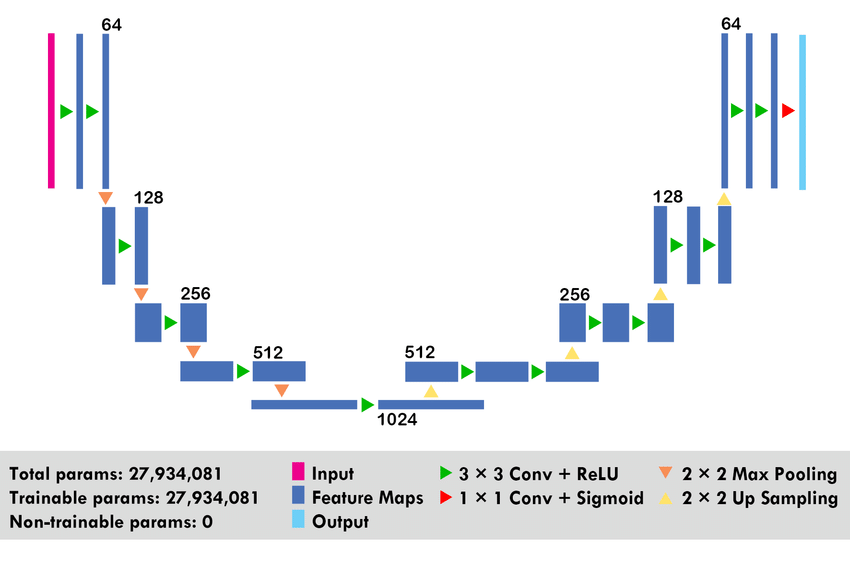 64
64
128
128
256
256
512
512
1024
Total params: 27,934,081
Trainable params: 27,934,081
Non-trainable params: 0
Input
Feature Maps
Output
3 × 3 Conv + ReLU
1 × 1 Conv + Sigmoid
2 × 2 Max Pooling
2 × 2 Up Sampling